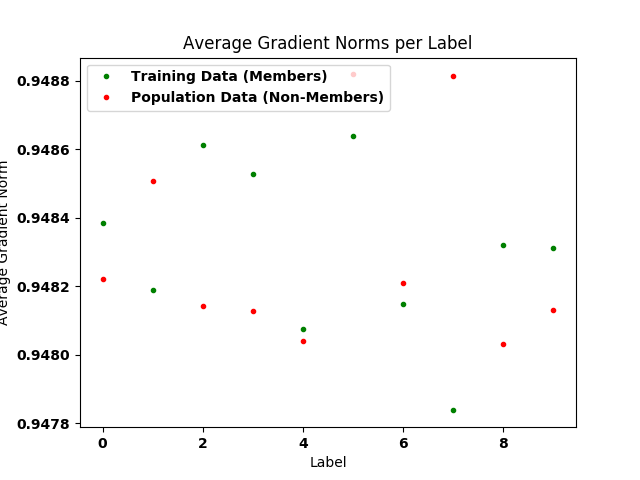 Average Gradient Norms per Label
Training Data (Members)
Population Data (Non-Members)
Average Gradient Norm
0.9488
0.9486
0.9484
0.9482
0.9480
0.9478
0 2 4 6 8
Label